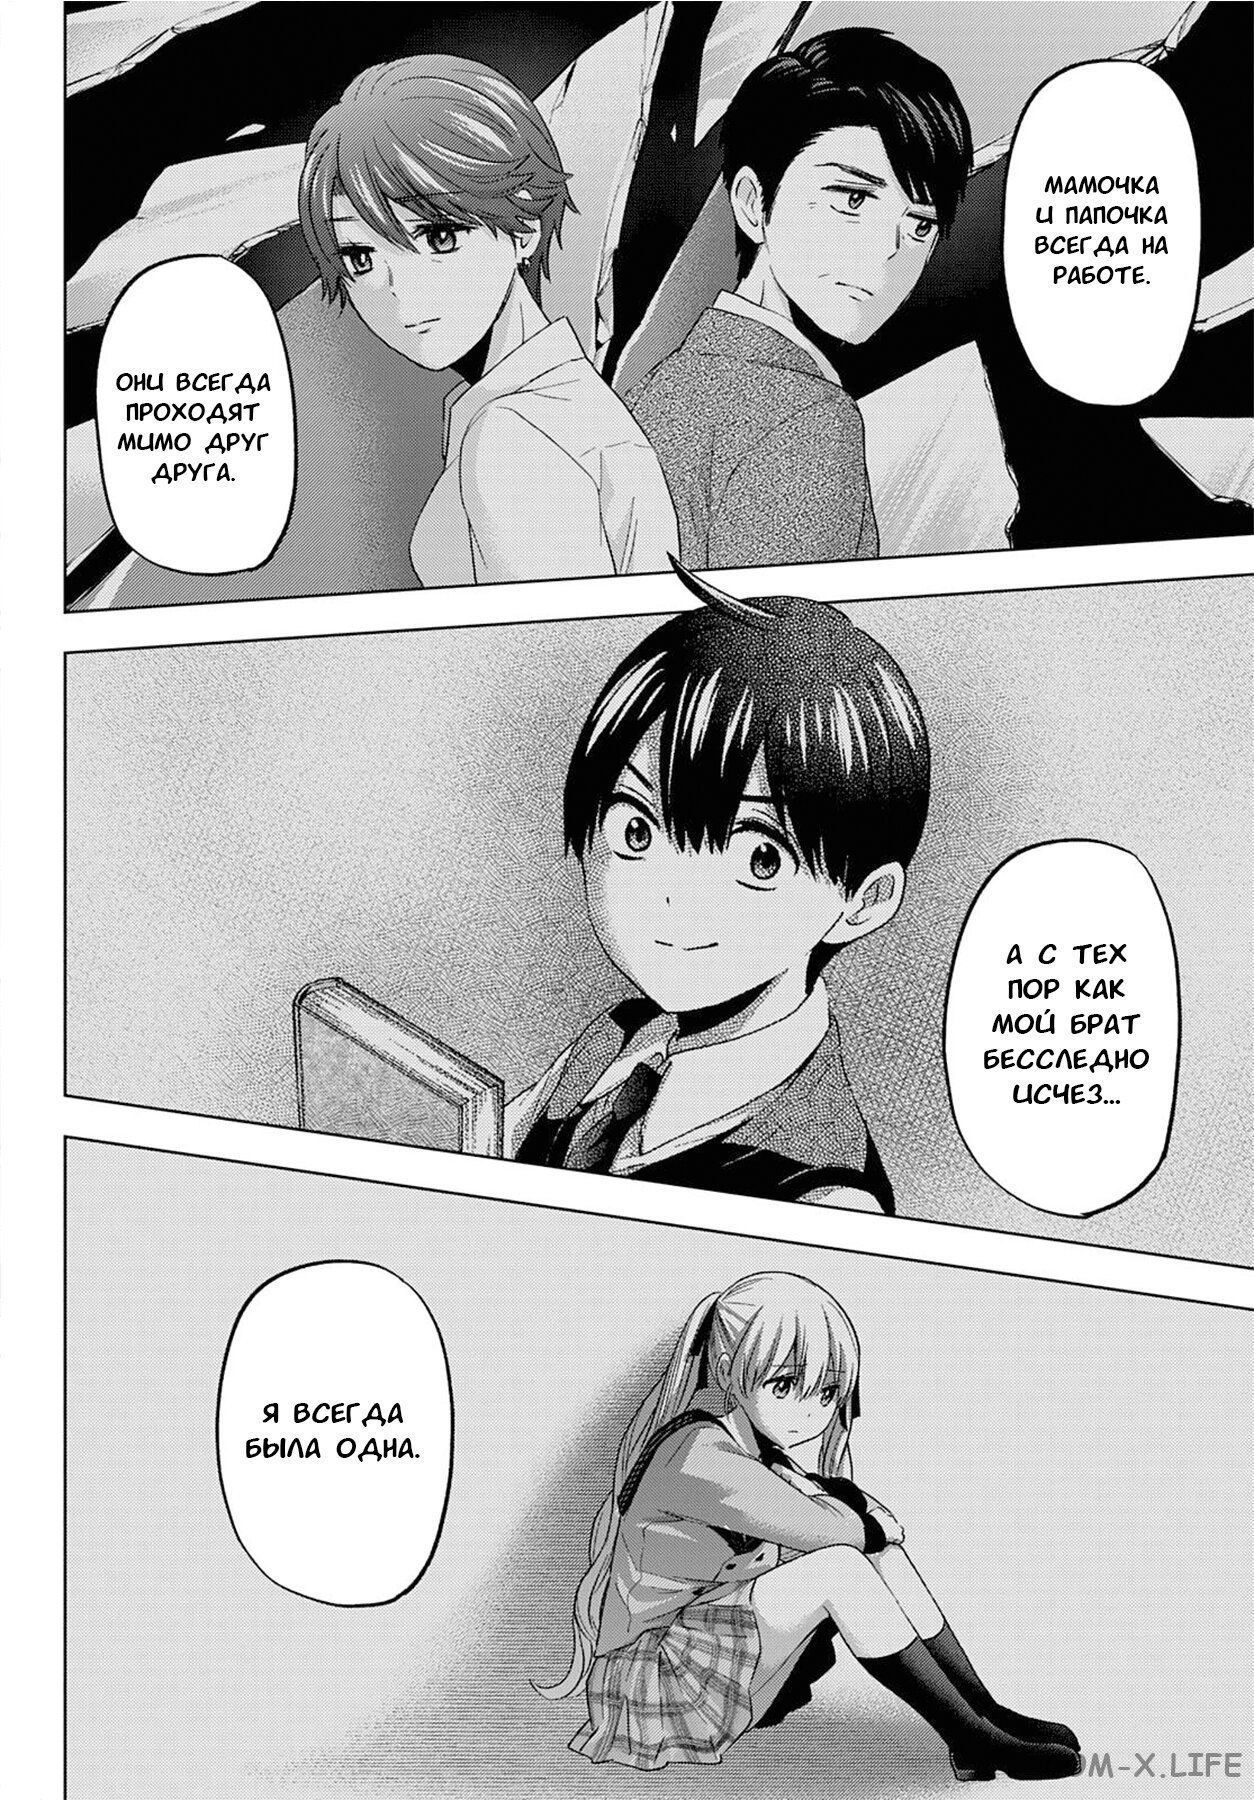 МАМОЧКА
И ПАПОЧКА
ВСЕГДА НА
РАБОТЕ.
ОНИ ВСЕГДА
ПРОХОДЯТ
МИМО ДРУГ
ДРУГА.
А С ТЕХ
ПОР КАК
МОЙ БРАТ
БЕССЛЕДНО
ИСЧЕЗ...
Я ВСЕГДА
БЫЛА ОДНА.
OM-X.LIFE